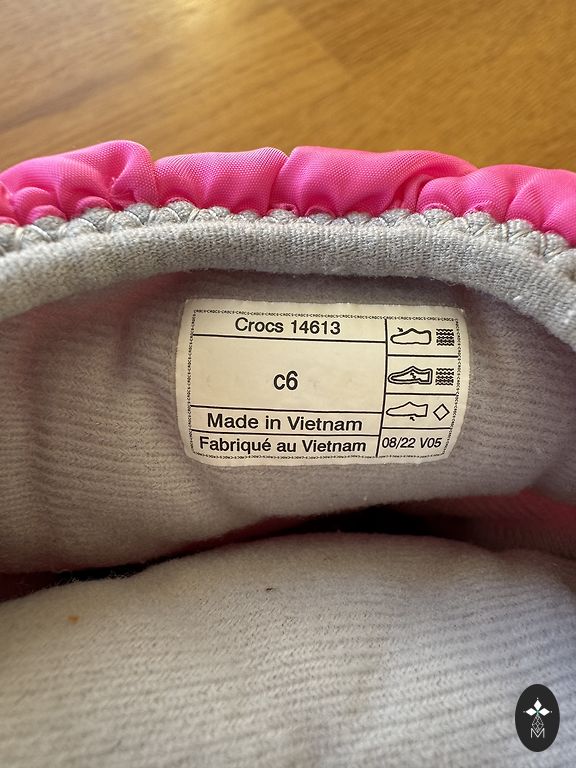 Crocs 14613
c6
Made in Vietnam
Fabriqué au Vietnam
08/22 V05
M